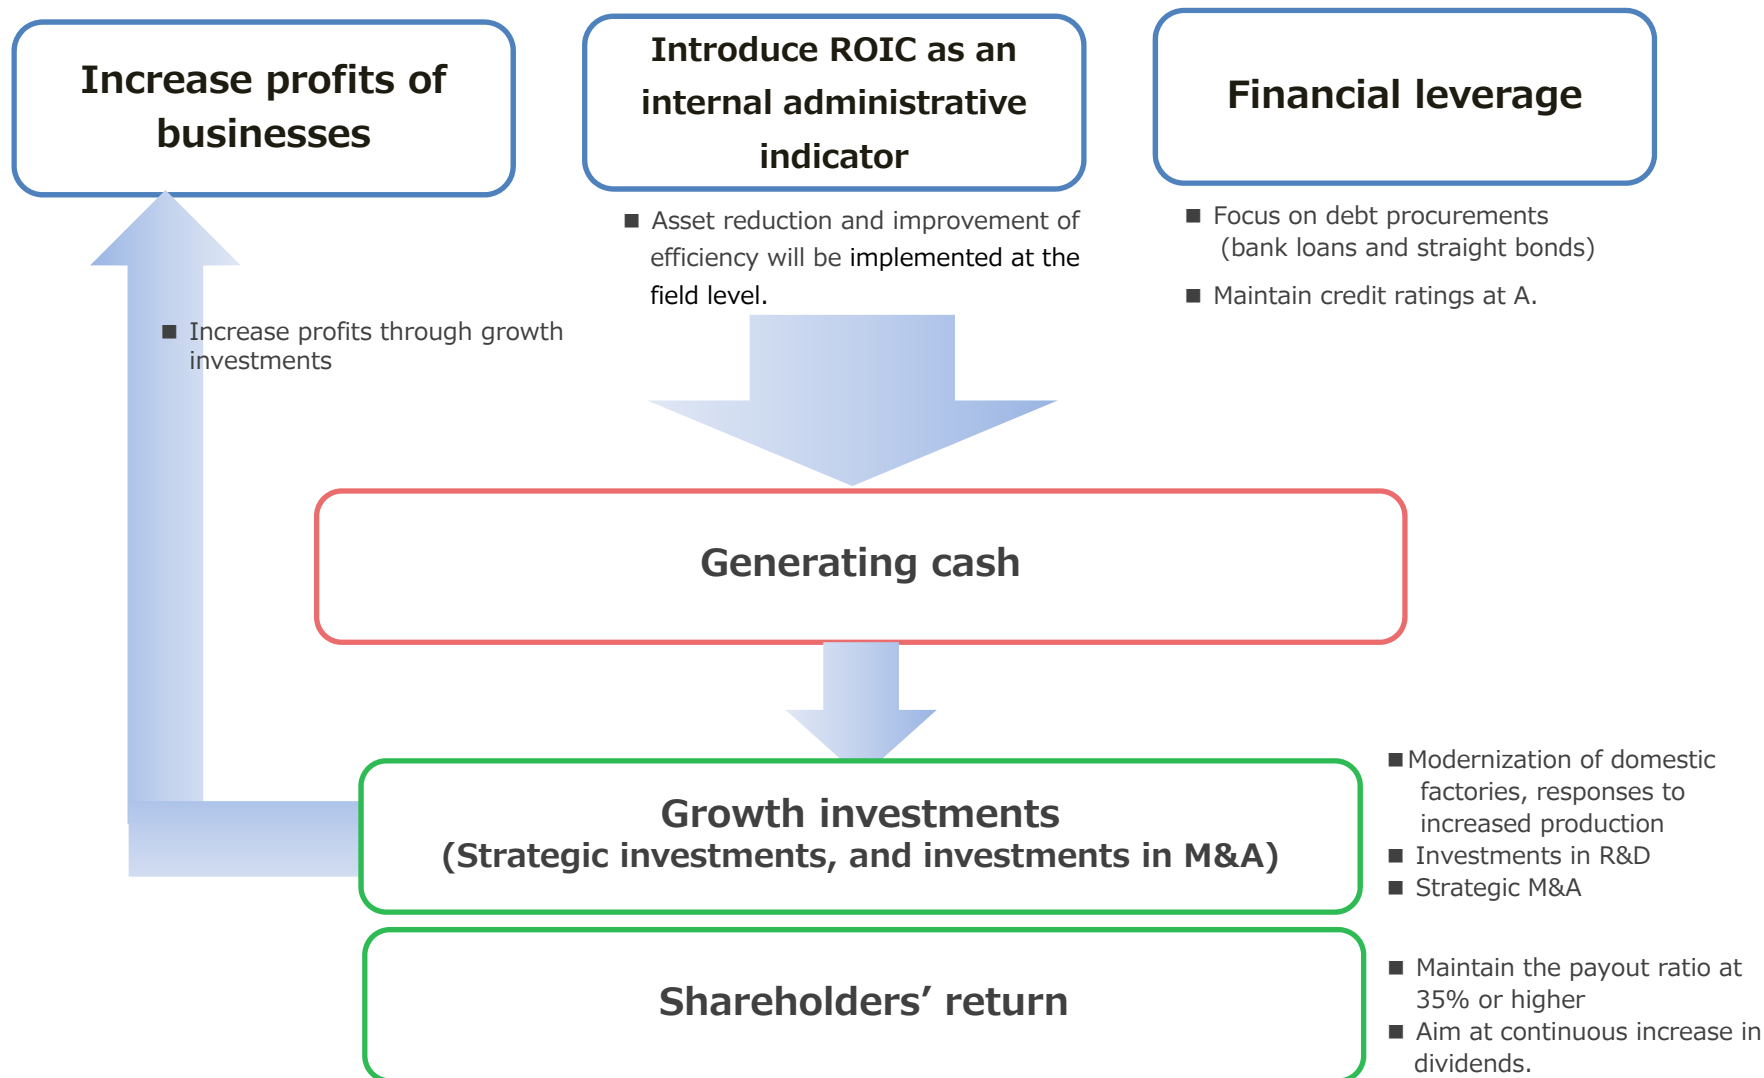 Increase profits of
businesses
Introduce ROIC as an
internal administrative
indicator
Financial leverage
■ Asset reduction and improvement of
efficiency will be implemented at the
field level.
■ Focus on debt procurements
(bank loans and straight bonds)
■ Maintain credit ratings at A.
■ Increase profits through growth
investments
Generating cash
Growth investments
(Strategic investments, and investments in M&A)
■ Modernization of domestic
factories, responses to
increased production
■ Investments in R&D
■ Strategic M&A
Shareholders’ return
■ Maintain the payout ratio at
35% or higher
■ Aim at continuous increase in
dividends.